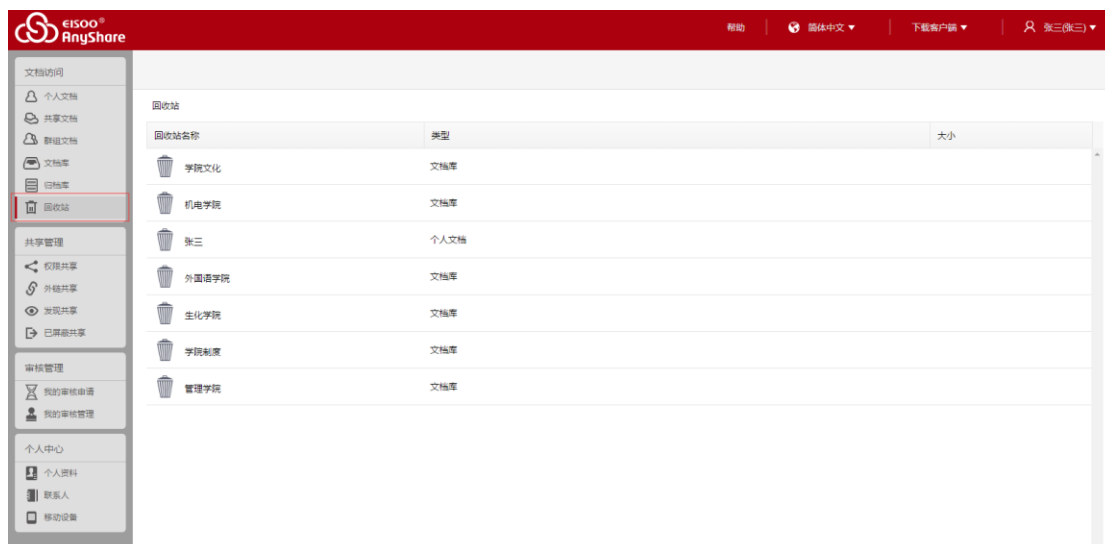 EISOO®
AnyShare
帮助
简体中文
下载客户端
张三(张三)
文档访问
个人文档
共享文档
群组文档
文档库
归档库
回收站
共享管理
权限共享
外链共享
发现共享
已屏蔽共享
审核管理
我的审核申请
我的审核管理
个人中心
个人资料
联系人
移动设备
回收站
回收站名称 类型 大小
学院文化 文档库
机电学院 文档库
张三 个人文档
外国语学院 文档库
生化学院 文档库
学院制度 文档库
管理学院 文档库